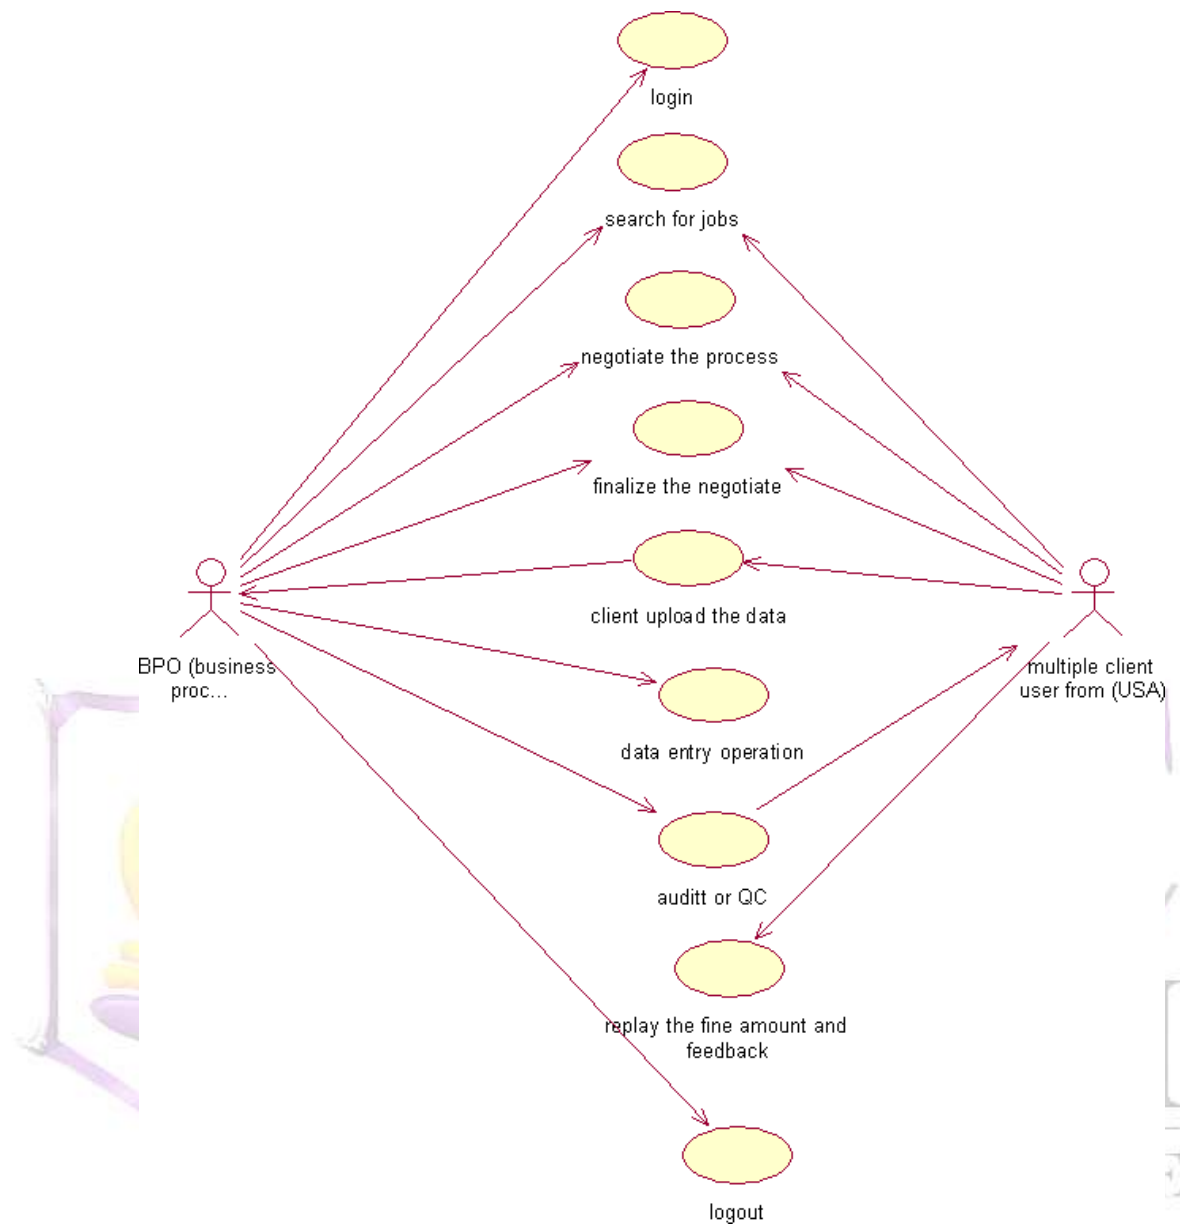 login
search for jobs
negotiate the process
finalize the negotiate
client upload the data
BPO (business
proc...
multiple client
user from (USA)
data entry operation
auditt or QC
replay the fine amount and
feedback
logout